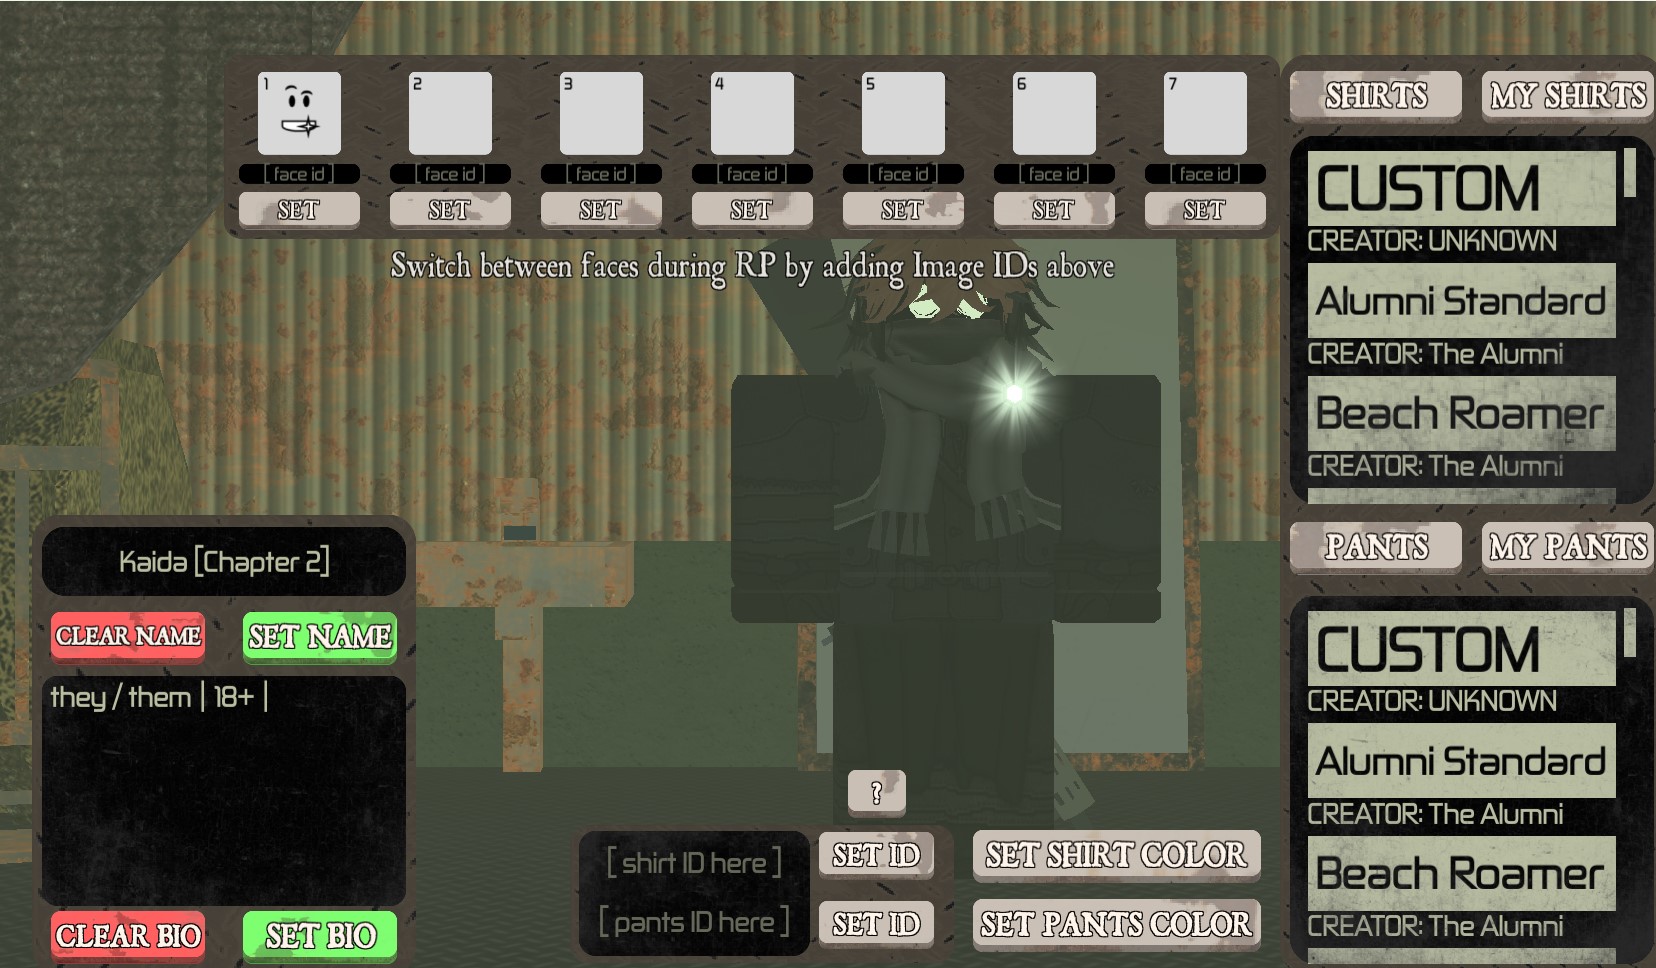 1 2 3 4 5 6 7
[ face id ] [ face id ] [ face id ] [ face id ] [ face id ] [ face id ] [ face id ]
SET SET SET SET SET SET SET
Switch between faces during RP by adding Image IDs above
SHIRTS MY SHIRTS
CUSTOM
CREATOR: UNKNOWN
Alumni Standard
CREATOR: The Alumni
Beach Roamer
CREATOR: The Alumni
PANTS MY PANTS
CUSTOM
CREATOR: UNKNOWN
Alumni Standard
CREATOR: The Alumni
Beach Roamer
CREATOR: The Alumni
Kaida [Chapter 2]
CLEAR NAME SET NAME
they / them | 18+ |
CLEAR BIO SET BIO
?
[ shirt ID here ] SET ID SET SHIRT COLOR
[ pants ID here ] SET ID SET PANTS COLOR